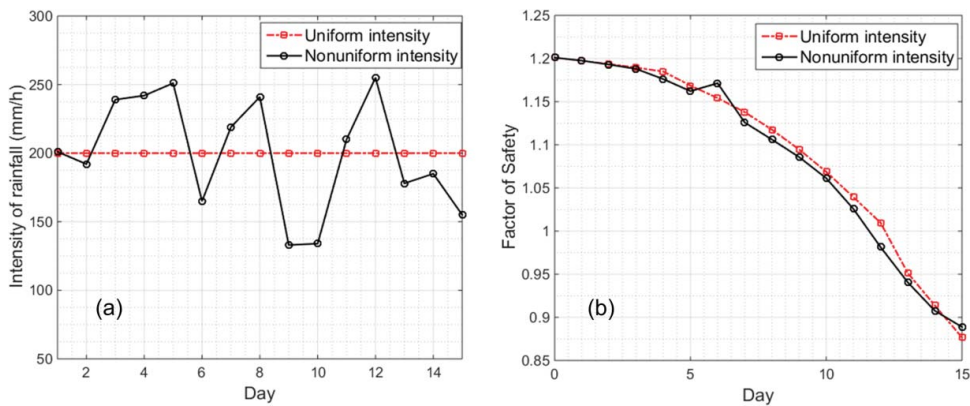 300
250
200
150
100
50
Intensity of rainfall (mm/h)
Uniform intensity
Nonuniform intensity
(a)
2
4
6
8
10
12
14
Day
1.25
1.2
1.15
1.1
1.05
1
0.95
0.9
0.85
Factor of Safety
Uniform intensity
Nonuniform intensity
(b)
0
5
10
15
Day